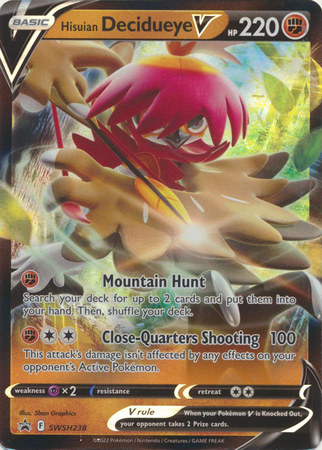 BASIC
Hisuian Decidueye V HP 220
Mountain Hunt
Search your deck for up to 2 cards and put them into
your hand. Then, shuffle your deck.
Close-Quarters Shooting 100
This attack's damage isn't affected by any effects on your
opponent's Active Pokémon.
weakness ×2 resistance retreat
Illus. 5ban Graphics
V rule
When your Pokémon V is Knocked Out,
your opponent takes 2 Prize cards.
F SWSH238
©2022 Pokémon / Nintendo / Creatures / GAME FREAK